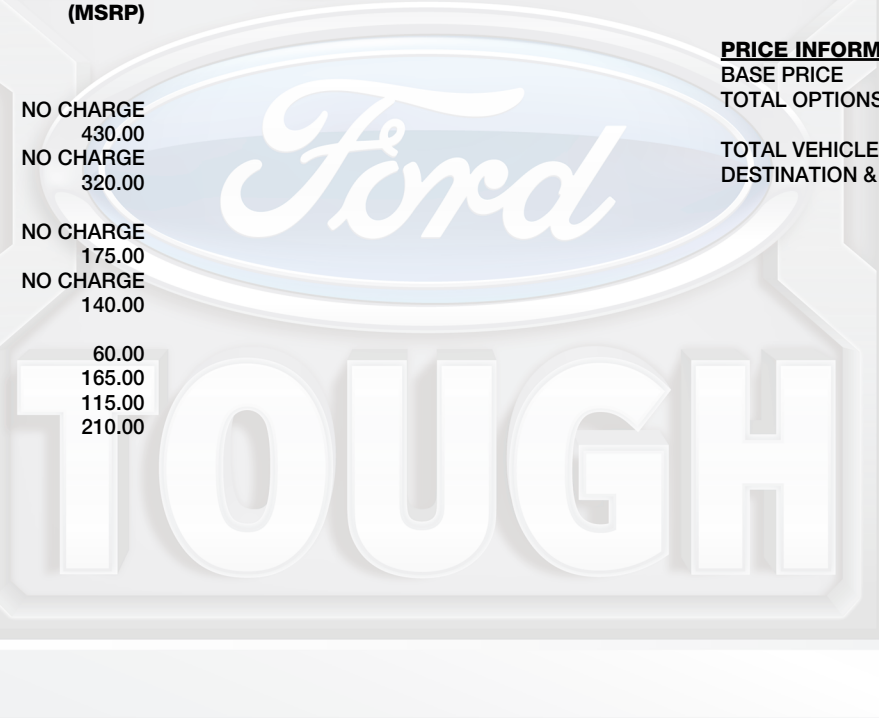 (MSRP)
NO CHARGE
430.00
NO CHARGE
320.00
NO CHARGE
175.00
NO CHARGE
140.00
60.00
165.00
115.00
210.00
PRICE INFORM
BASE PRICE
TOTAL OPTIONS
TOTAL VEHICLE
DESTINATION &
Ford
TOUGH